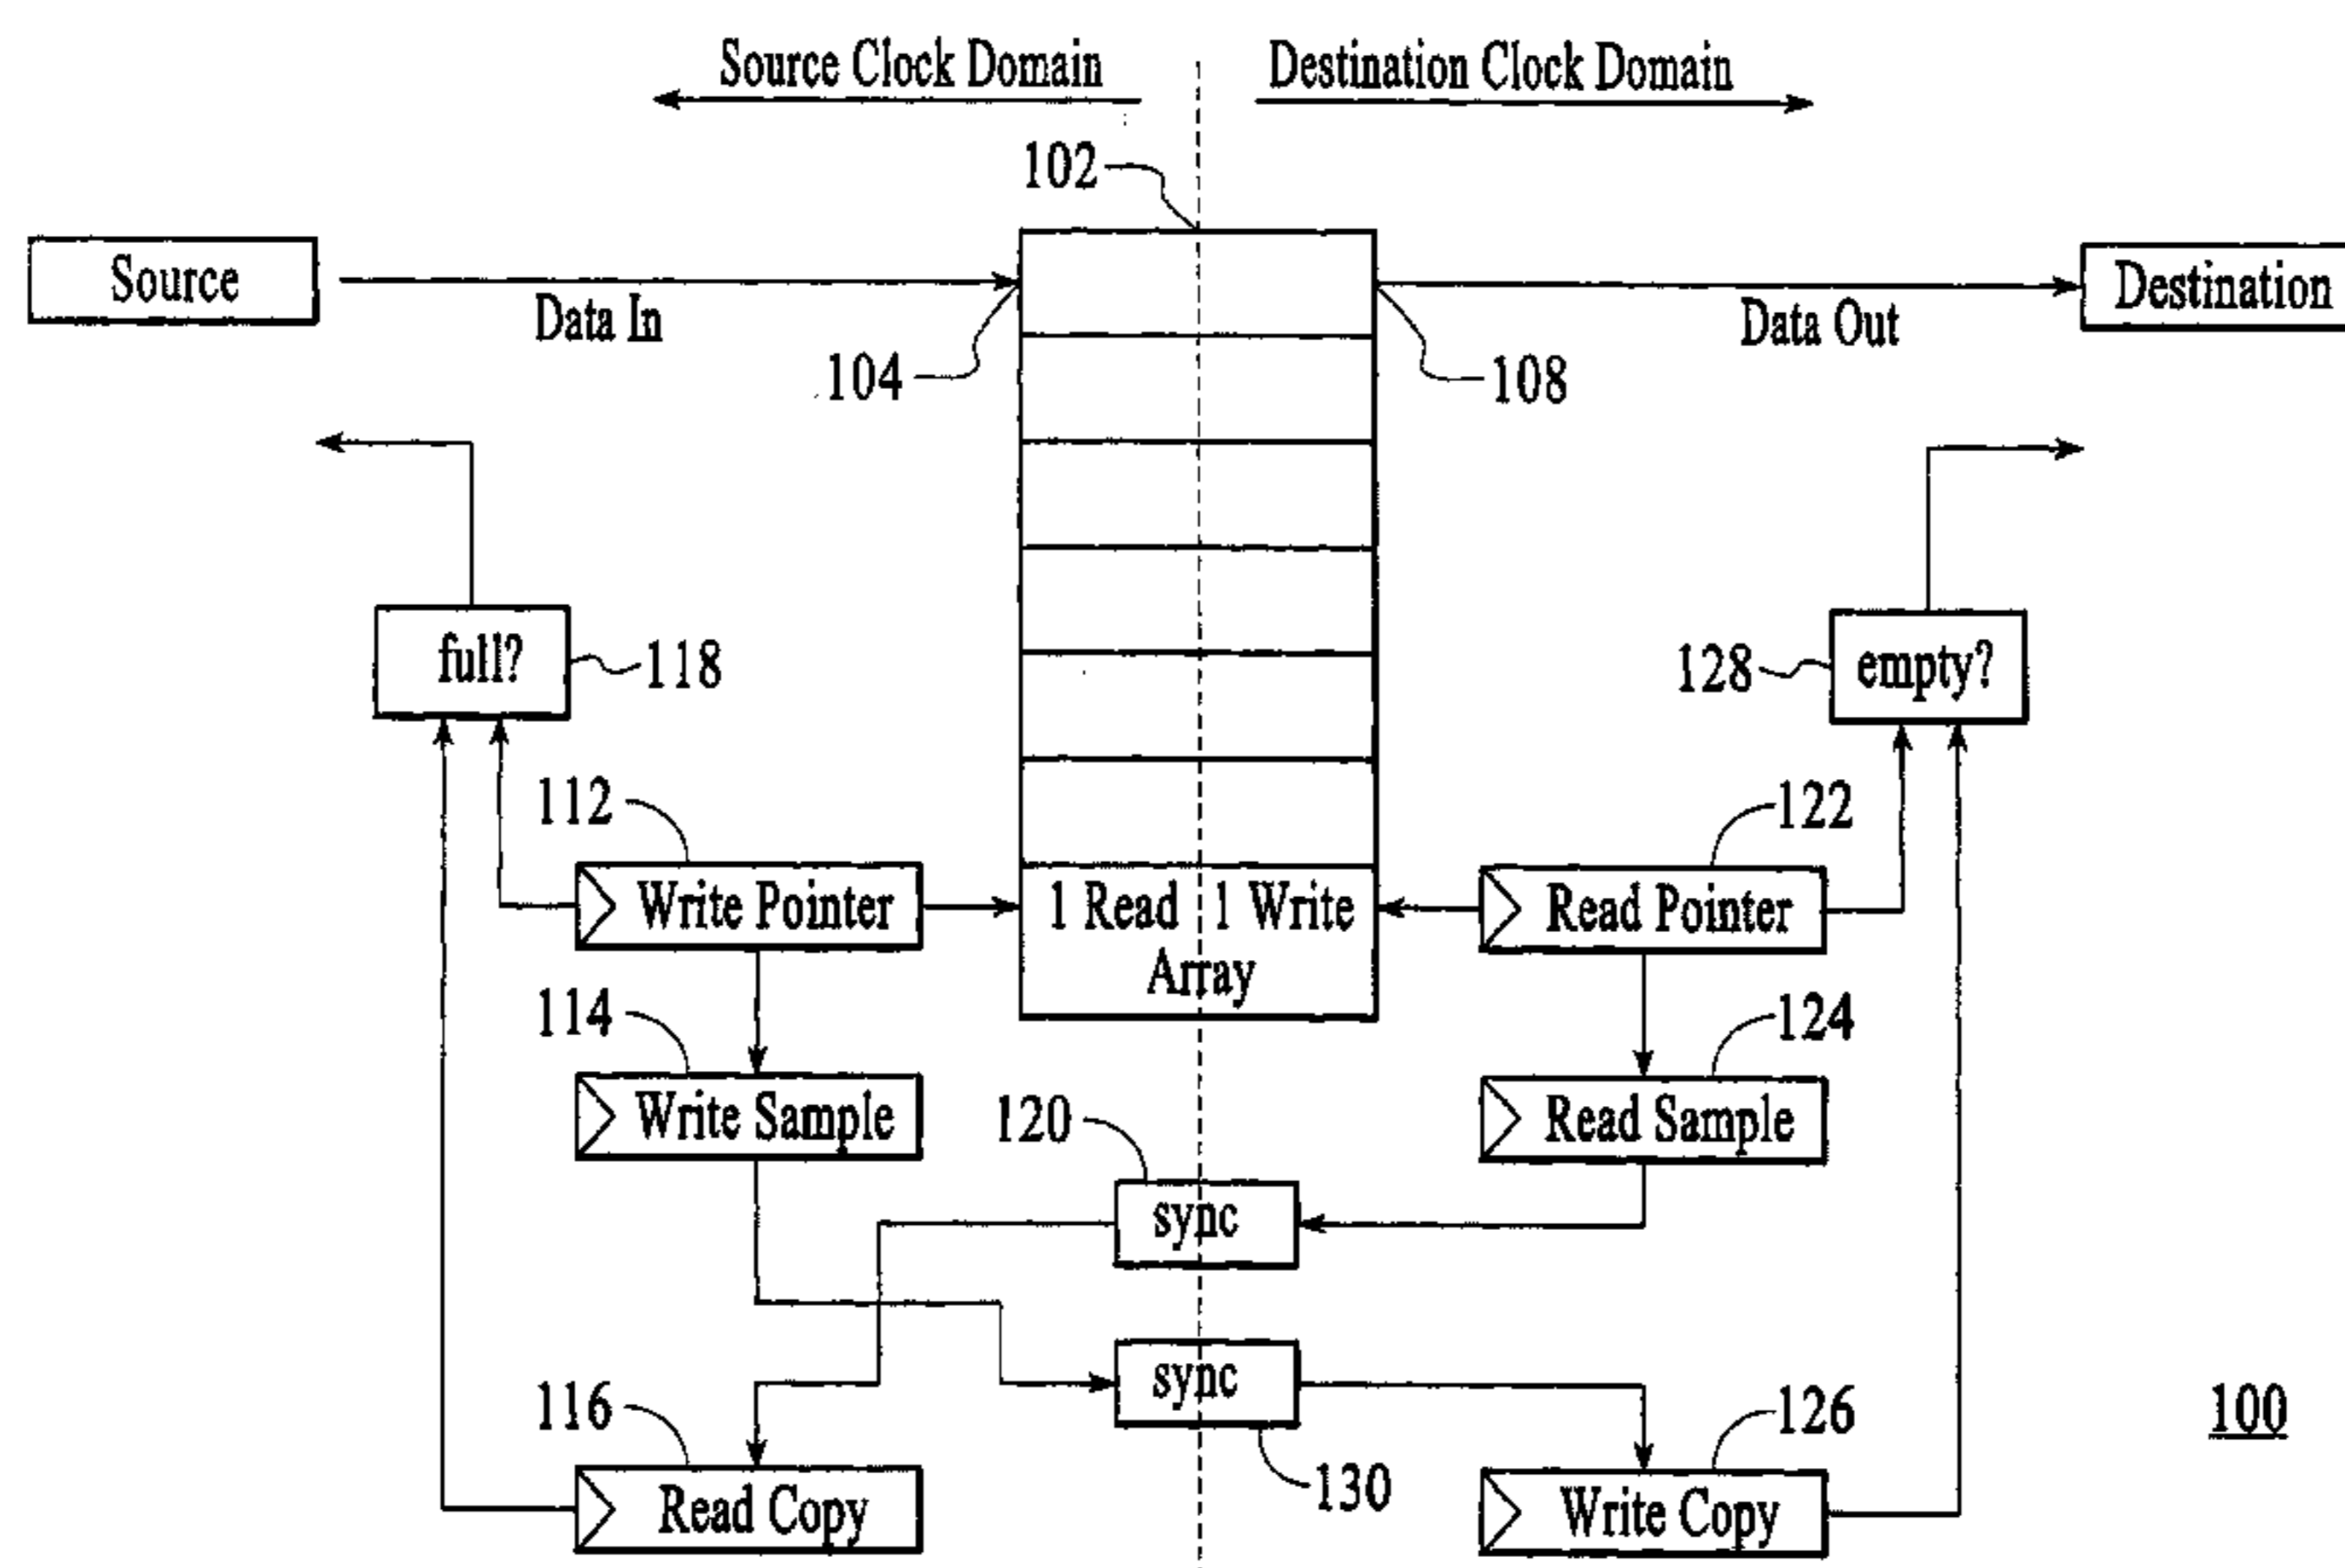 Source Clock Domain
Destination Clock Domain
102
Source
Data In
Destination
Data Out
104
108
full?
118
128
empty?
112
122
Write Pointer
1 Read 1 Write
Array
Read Pointer
114
124
Write Sample
Read Sample
120
sync
sync
116
126
130
100
Read Copy
Write Copy